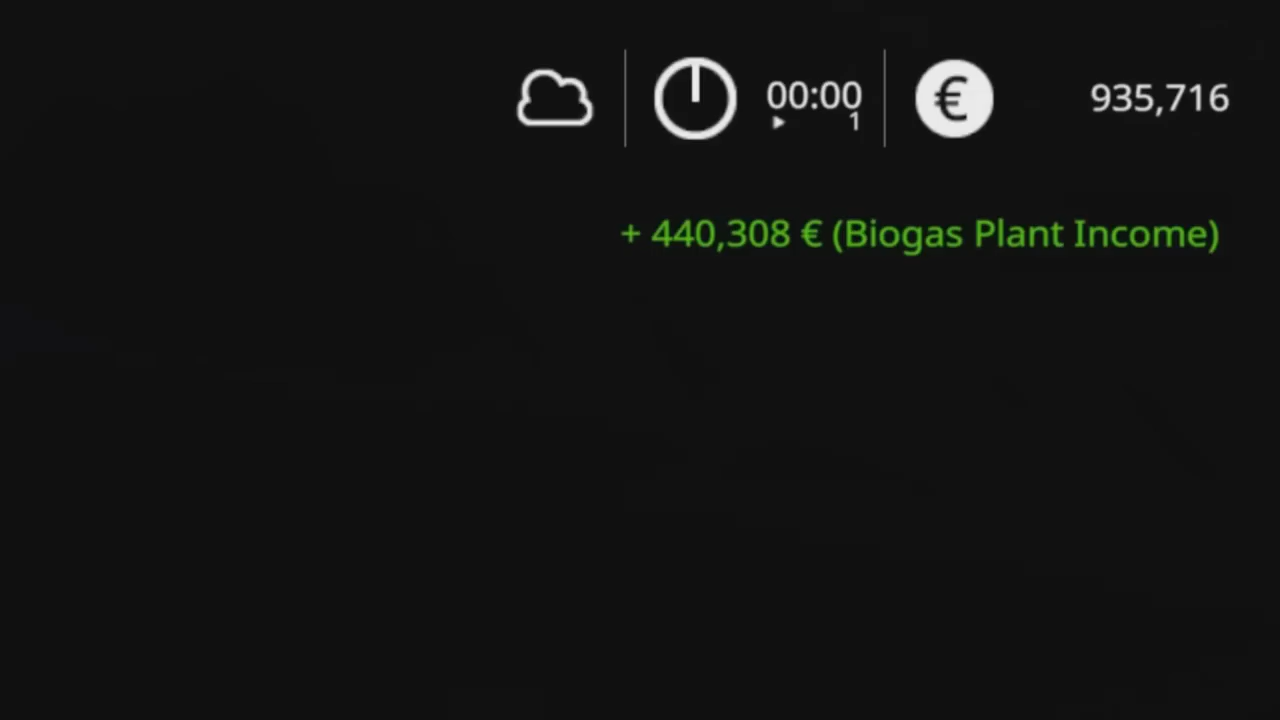 00:00
▶ 1
€ 935,716
+ 440,308 € (Biogas Plant Income)